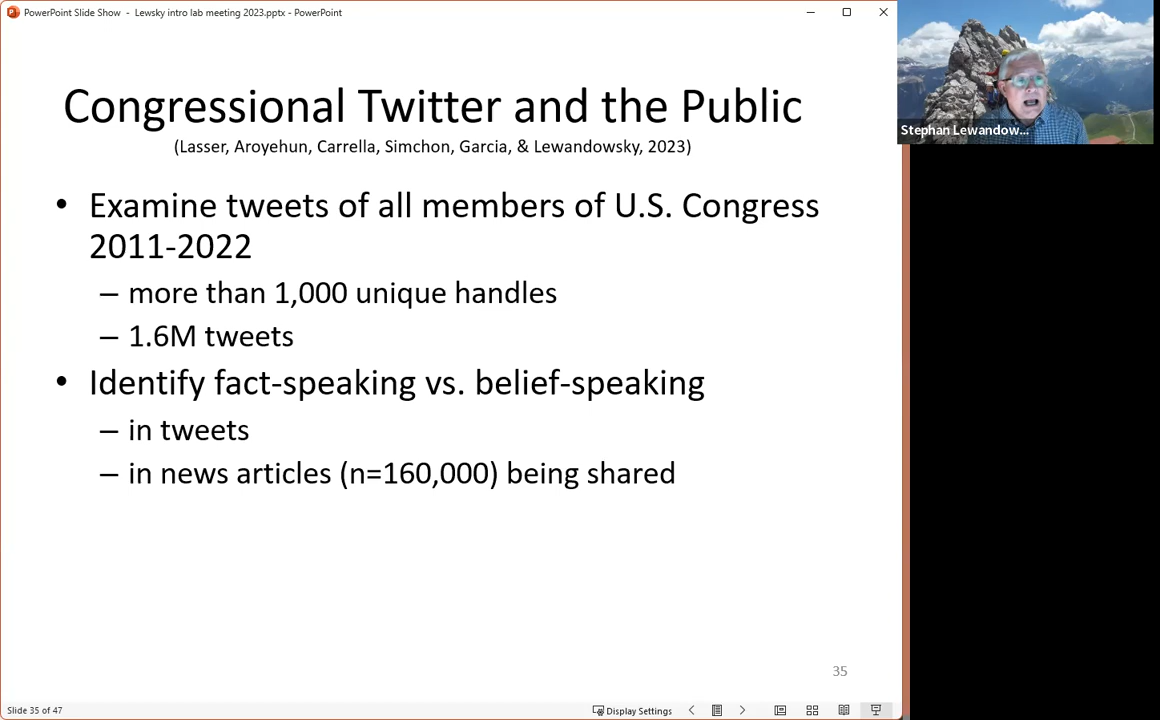 PowerPoint Slide Show - Lewsky intro lab meeting 2023.pptx - PowerPoint
Congressional Twitter and the Public
(Lasser, Aroyehun, Carrella, Simchon, Garcia, & Lewandowsky, 2023)
• Examine tweets of all members of U.S. Congress
2011-2022
– more than 1,000 unique handles
– 1.6M tweets
• Identify fact-speaking vs. belief-speaking
– in tweets
– in news articles (n=160,000) being shared
35
Slide 35 of 47
Display Settings
Stephan Lewandow...